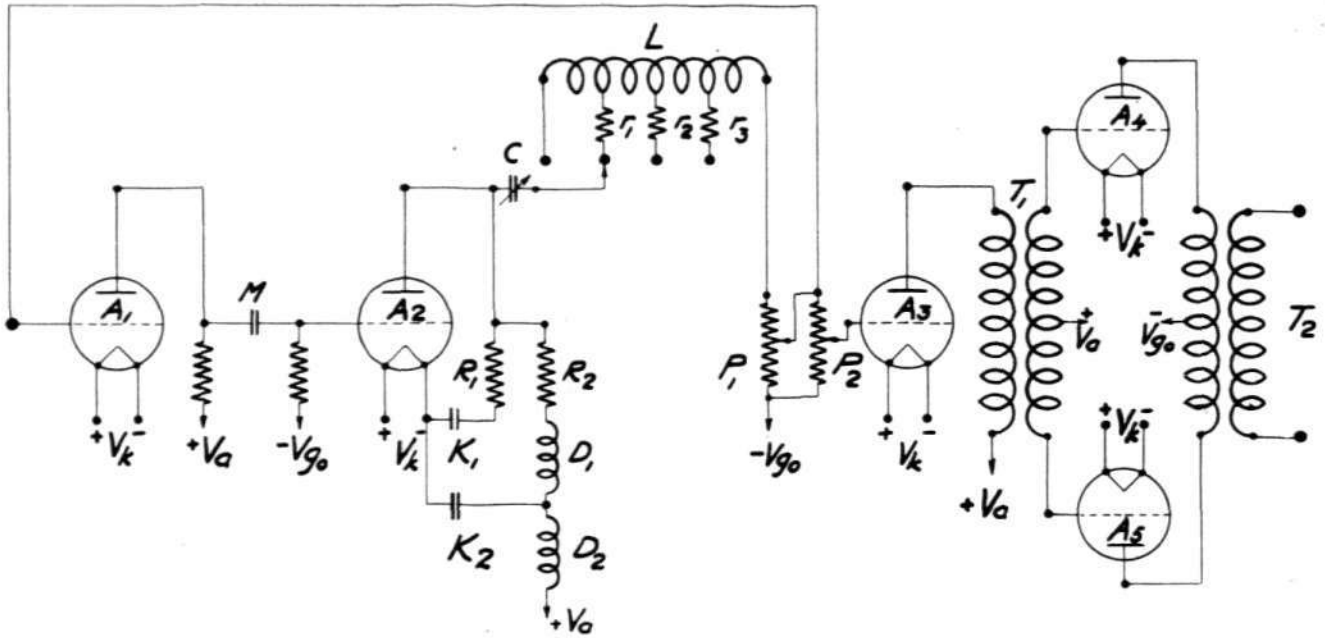 L
r₁ r₂ r₃
C
A₁
M
A₂
+Vₖ⁻
+Vₐ
-Vg₀
+Vₖ⁻
R₁
R₂
K₁
K₂
D₁
D₂
+Vₐ
P₁
P₂
-Vg₀
A₃
+ Vₖ -
T₁
+Vₐ
A₄
+Vₖ⁻
+Vₐ
-Vg₀
T₂
+Vₖ⁻
A₅